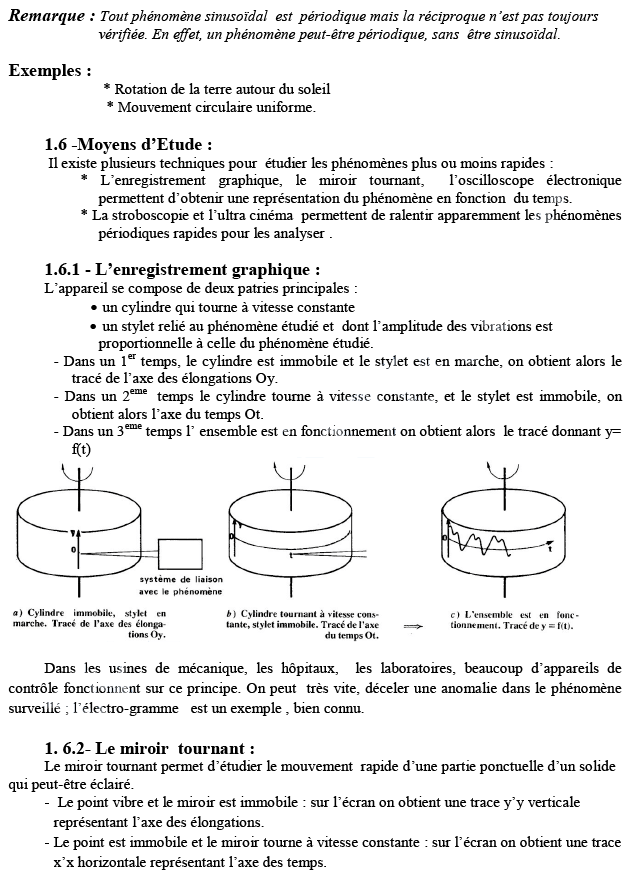 Remarque : Tout phénomène sinusoïdal est périodique mais la réciproque n'est pas toujours
vérifiée. En effet, un phénomène peut-être périodique, sans être sinusoïdal.
Exemples :
* Rotation de la terre autour du soleil
* Mouvement circulaire uniforme.
1.6 -Moyens d'Etude :
Il existe plusieurs techniques pour étudier les phénomènes plus ou moins rapides :
* L'enregistrement graphique, le miroir tournant, l'oscilloscope électronique
permettent d'obtenir une représentation du phénomène en fonction du temps.
* La stroboscopie et l'ultra cinéma permettent de ralentir apparemment les phénomènes
périodiques rapides pour les analyser .
1.6.1 - L'enregistrement graphique :
L'appareil se compose de deux patries principales :
• un cylindre qui tourne à vitesse constante
• un stylet relié au phénomène étudié et dont l'amplitude des vibrations est
proportionnelle à celle du phénomène étudié.
- Dans un 1er temps, le cylindre est immobile et le stylet est en marche, on obtient alors le
tracé de l'axe des élongations Oy.
- Dans un 2eme temps le cylindre tourne à vitesse constante, et le stylet est immobile, on
obtient alors l'axe du temps Ot.
- Dans un 3eme temps l' ensemble est en fonctionnement on obtient alors le tracé donnant y=
f(t)
Y
O
système de liaison
avec le phénomène
a) Cylindre immobile, stylet en
marche. Tracé de l'axe des élonga-
tions Oy.
Y
O
t
b) Cylindre tournant à vitesse cons-
tante, stylet immobile. Tracé de l'axe
du temps Ot.
⇒
O
t
c) L'ensemble est en fonc-
tionnement. Tracé de y = f(t).
Dans les usines de mécanique, les hôpitaux, les laboratoires, beaucoup d'appareils de
contrôle fonctionnent sur ce principe. On peut très vite, déceler une anomalie dans le phénomène
surveillé ; l'électro-gramme est un exemple , bien connu.
1. 6.2- Le miroir tournant :
Le miroir tournant permet d'étudier le mouvement rapide d'une partie ponctuelle d'un solide
qui peut-être éclairé.
- Le point vibre et le miroir est immobile : sur l'écran on obtient une trace y'y verticale
représentant l'axe des élongations.
- Le point est immobile et le miroir tourne à vitesse constante : sur l'écran on obtient une trace
x'x horizontale représentant l'axe des temps.